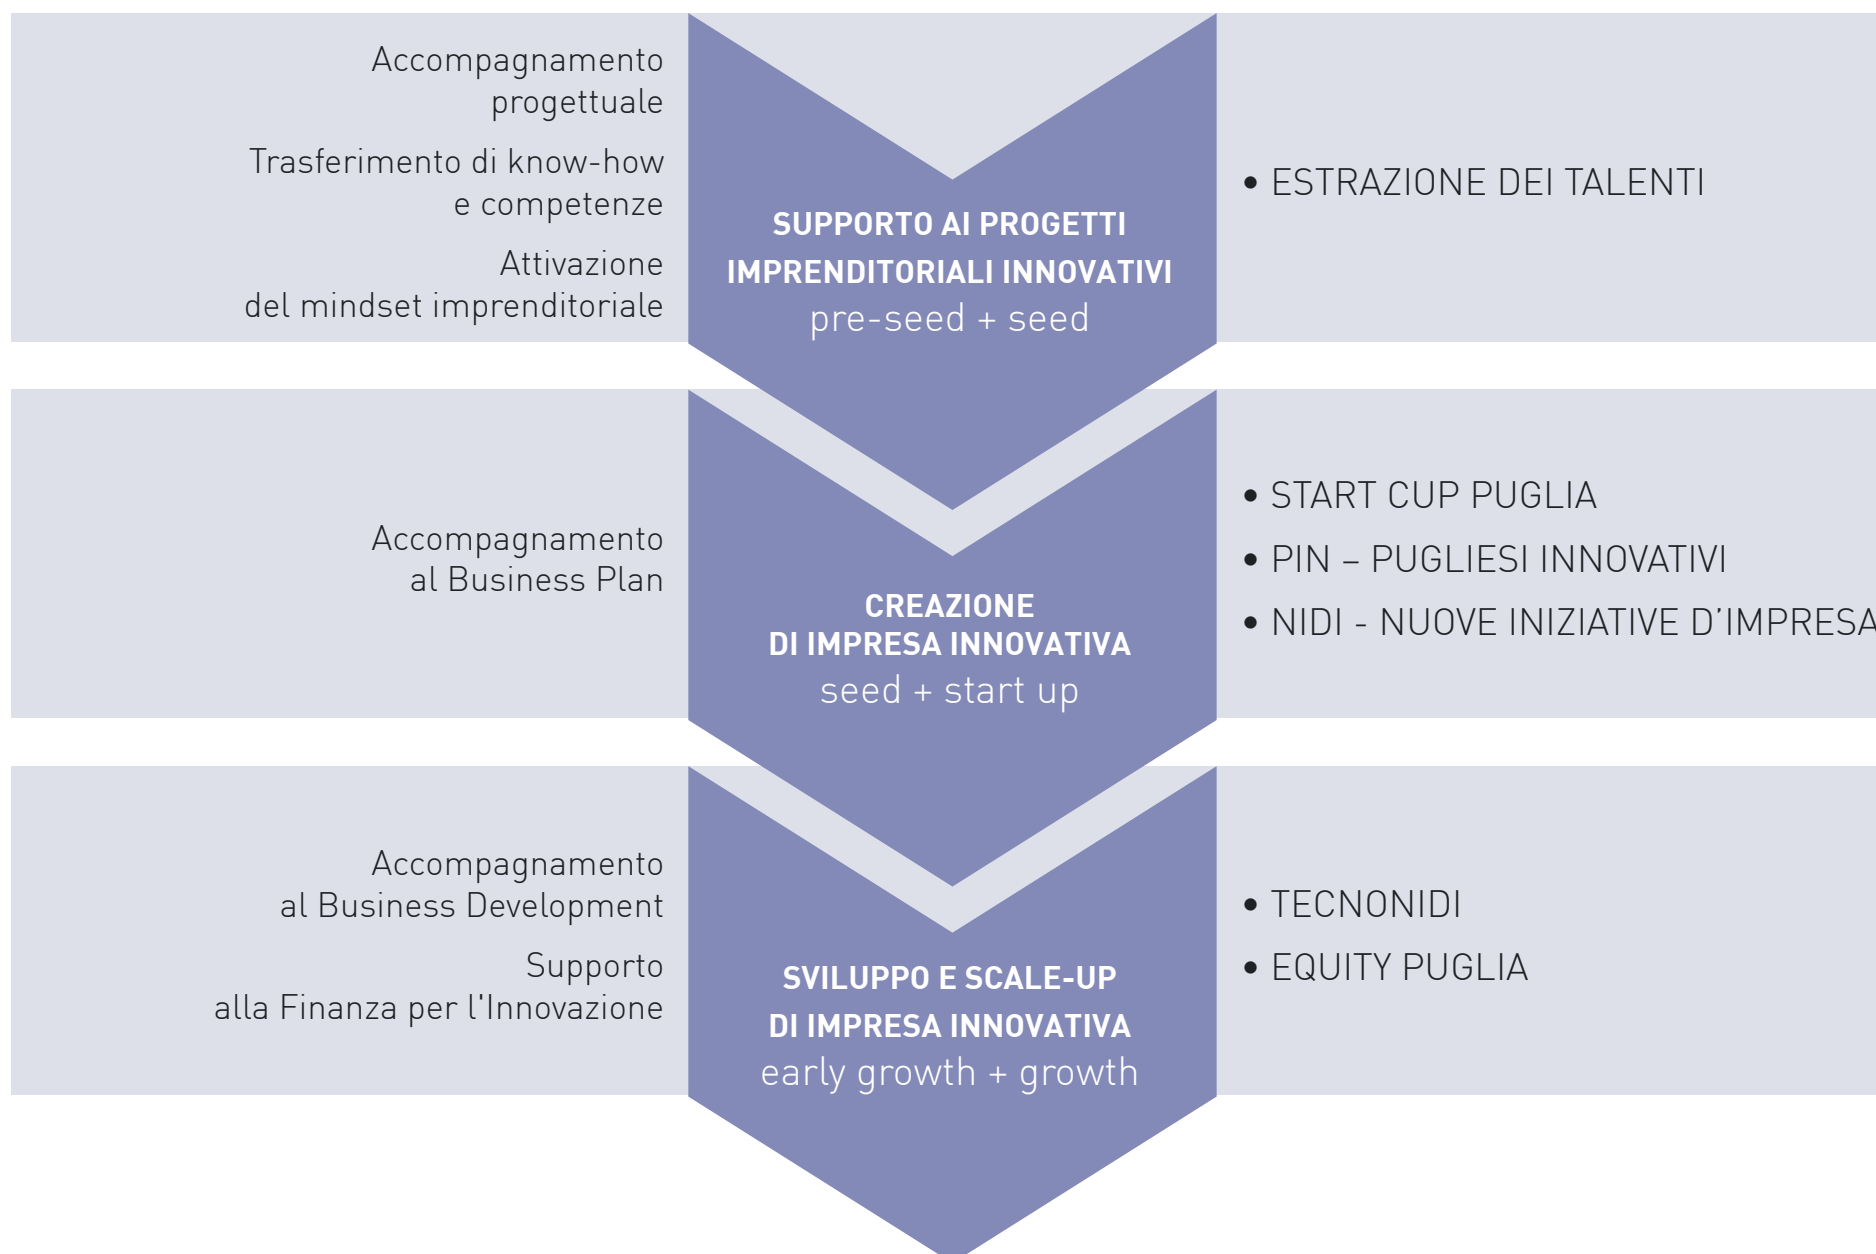 Accompagnamento
progettuale
Trasferimento di know-how
e competenze
Attivazione
del mindset imprenditoriale
SUPPORTO AI PROGETTI
IMPRENDITORIALI INNOVATIVI
pre-seed + seed
• ESTRAZIONE DEI TALENTI
Accompagnamento
al Business Plan
CREAZIONE
DI IMPRESA INNOVATIVA
seed + start up
• START CUP PUGLIA
• PIN – PUGLIESI INNOVATIVI
• NIDI - NUOVE INIZIATIVE D’IMPRESA
Accompagnamento
al Business Development
Supporto
alla Finanza per l'Innovazione
SVILUPPO E SCALE-UP
DI IMPRESA INNOVATIVA
early growth + growth
• TECNONIDI
• EQUITY PUGLIA